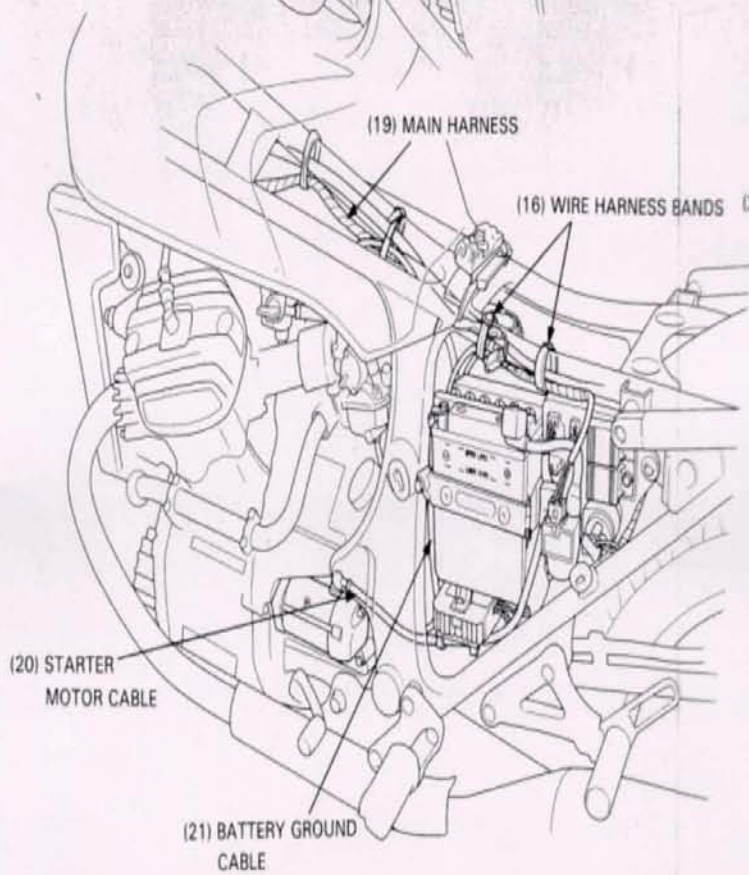 (19) MAIN HARNESS
(16) WIRE HARNESS BANDS
(20) STARTER
MOTOR CABLE
(21) BATTERY GROUND
CABLE